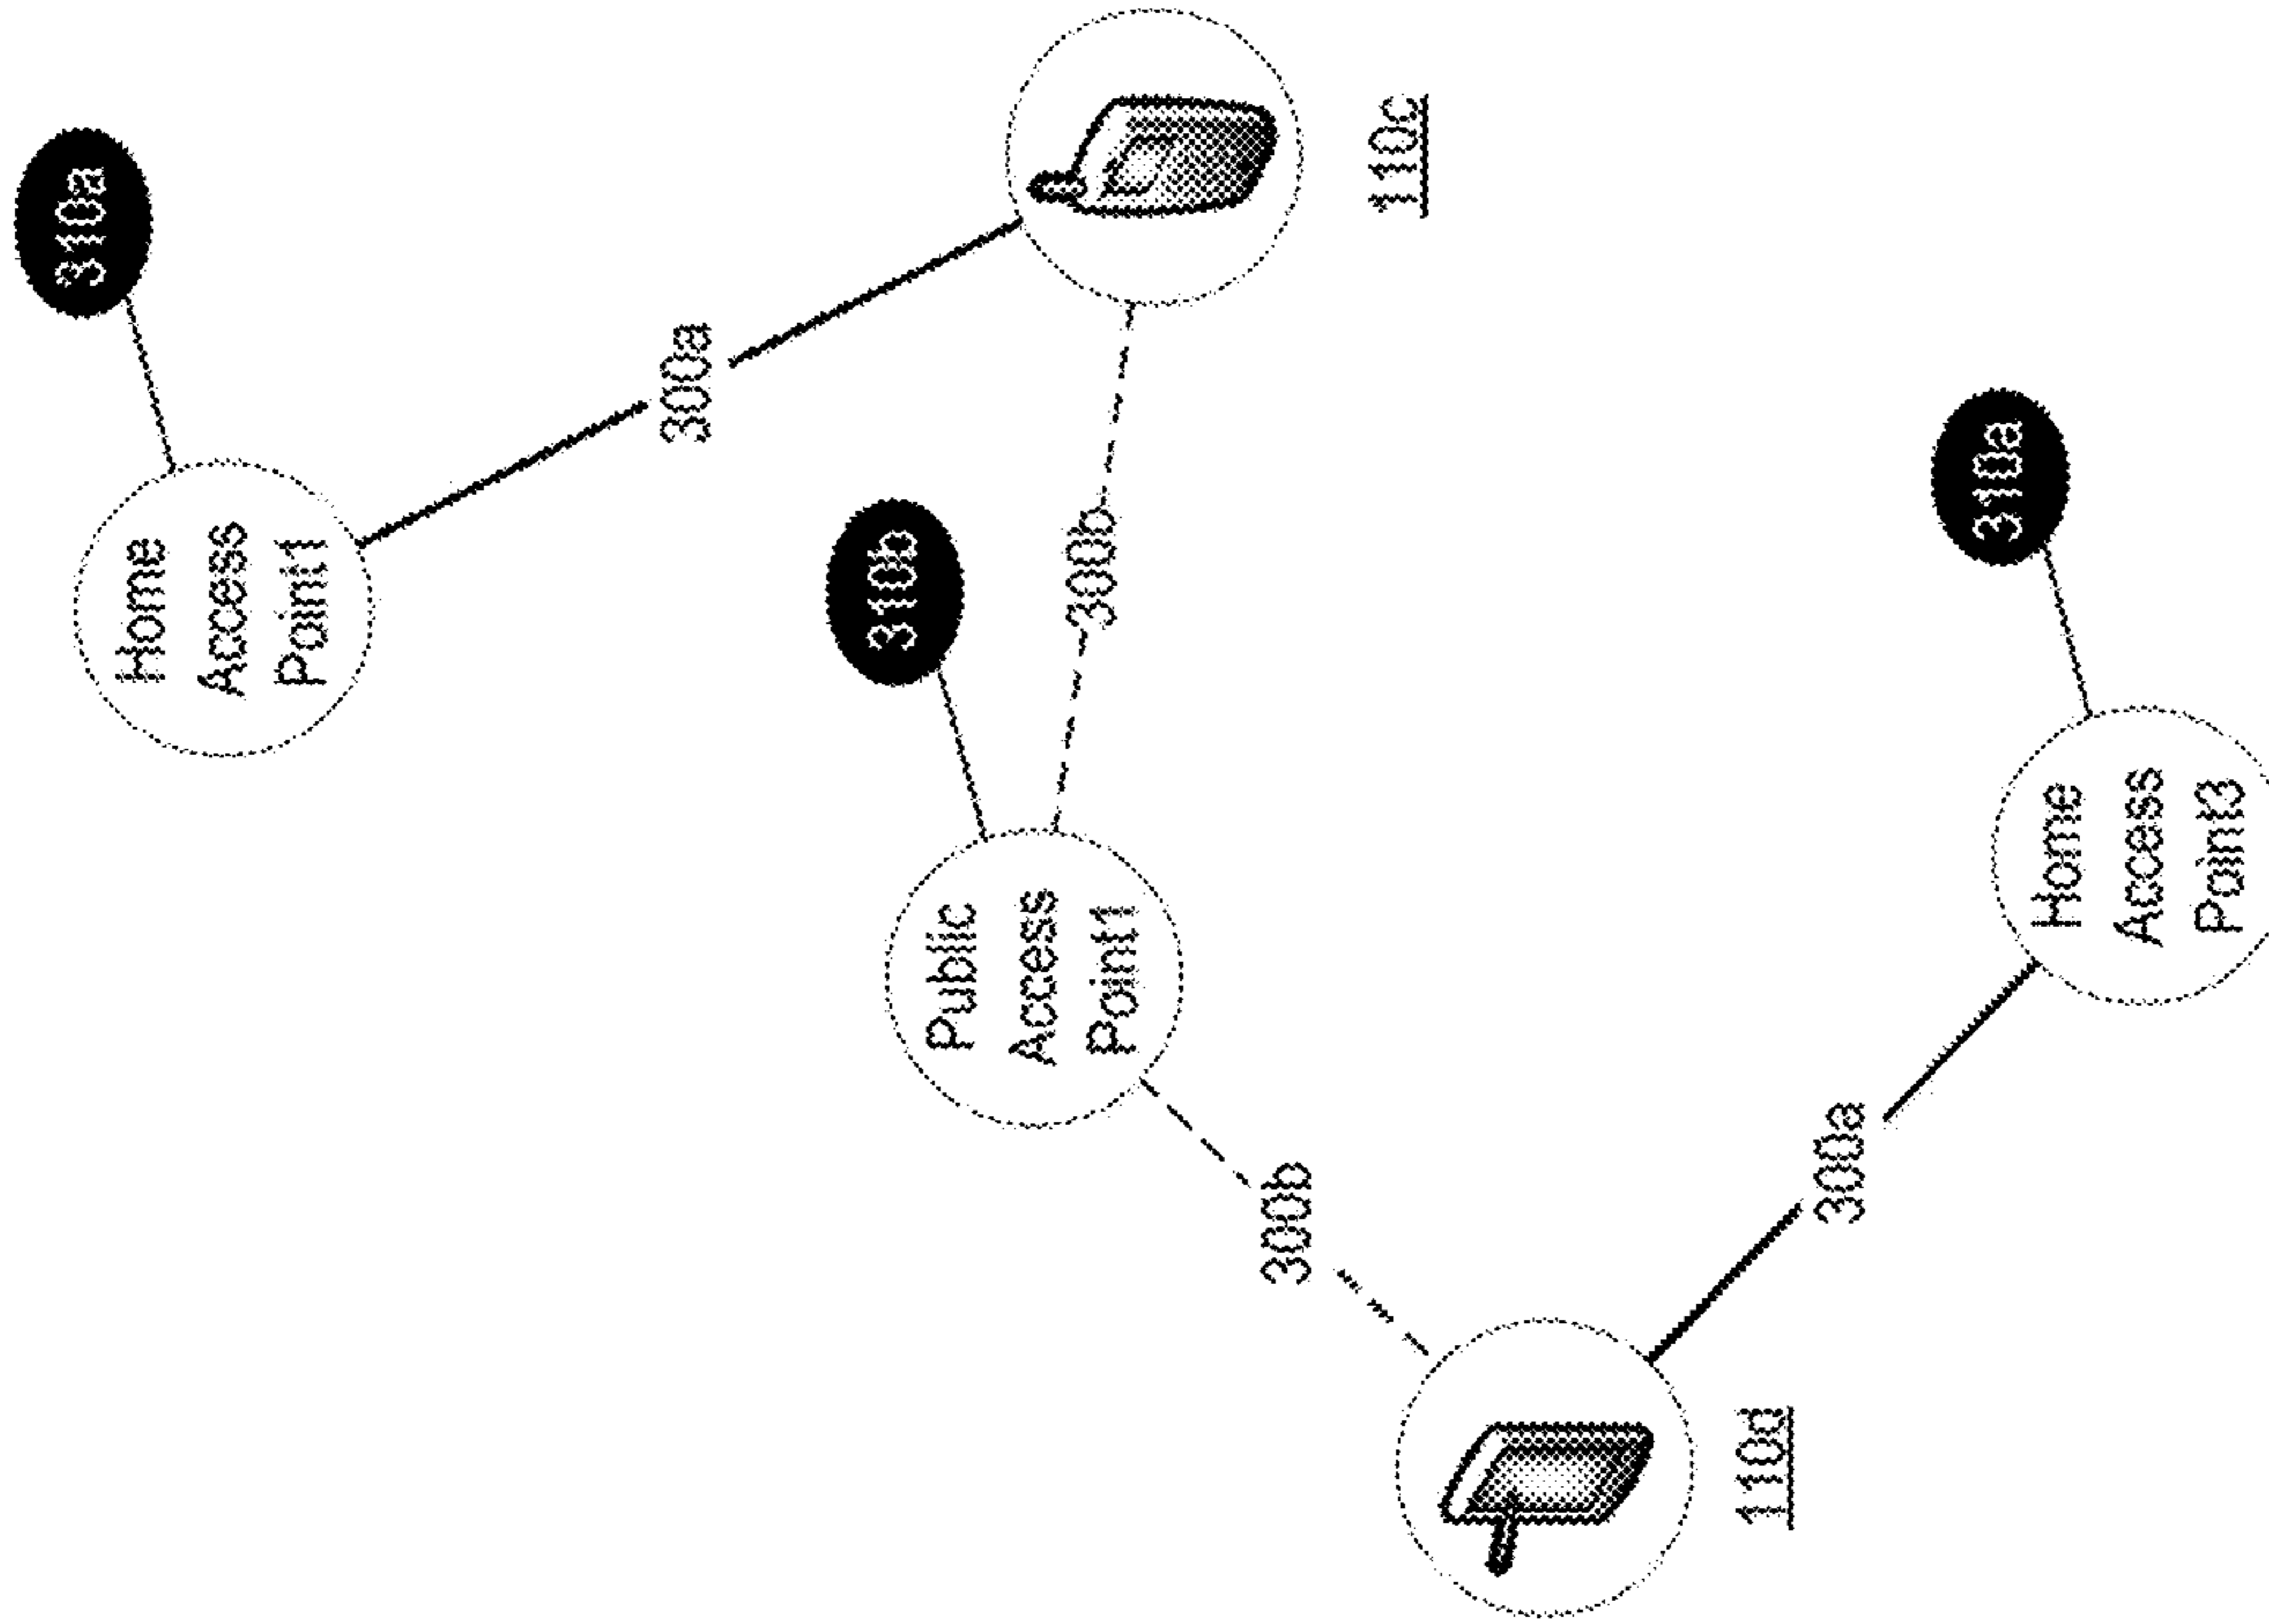 310a
Home
Access
Point1
300a
310b
Public
Access
Point1
300b
300b
110c
110d
300a
310a
Home
Access
Point3